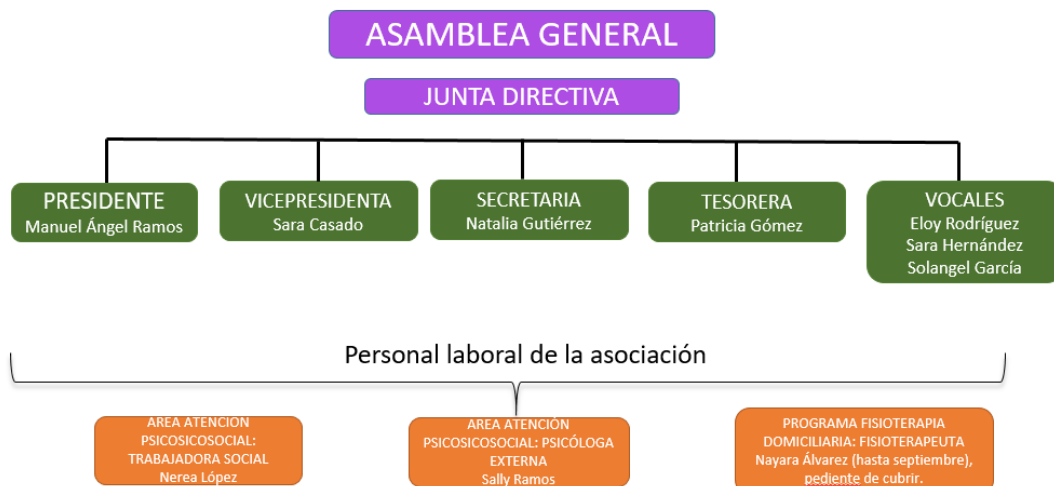 ASAMBLEA GENERAL
JUNTA DIRECTIVA
PRESIDENTE
Manuel Ángel Ramos
VICEPRESIDENTA
Sara Casado
SECRETARIA
Natalia Gutiérrez
TESORERA
Patricia Gómez
VOCALES
Eloy Rodríguez
Sara Hernández
Solangel García
Personal laboral de la asociación
AREA ATENCIÓN
PSICOSICOSOCIAL:
TRABAJADORA SOCIAL
Nerea López
AREA ATENCIÓN
PSICOSICOSOCIAL: PSICÓLOGA
EXTERNA
Sally Ramos
PROGRAMA FISIOTERAPIA
DOMICILIARIA: FISIOTERAPEUTA
Nayara Álvarez (hasta septiembre),
pediente de cubrir.